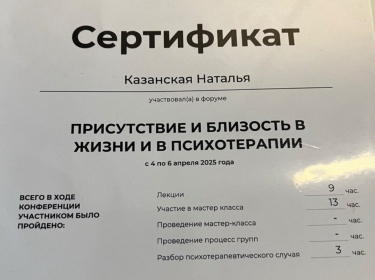 Сертификат
Казанская Наталья
участвовал(а) в форуме
ПРИСУТСТВИЕ И БЛИЗОСТЬ В
ЖИЗНИ И В ПСИХОТЕРАПИИ
с 4 по 6 апреля 2025 года
ВСЕГО В ХОДЕ
КОНФЕРЕНЦИИ
УЧАСТНИКОМ БЫЛО
ПРОЙДЕНО:
Лекции 9 час.
Участие в мастер класса 13 час.
Проведение мастер-класса - час.
Проведение процесс групп - час.
Разбор психотерапевтического случая 3 час.